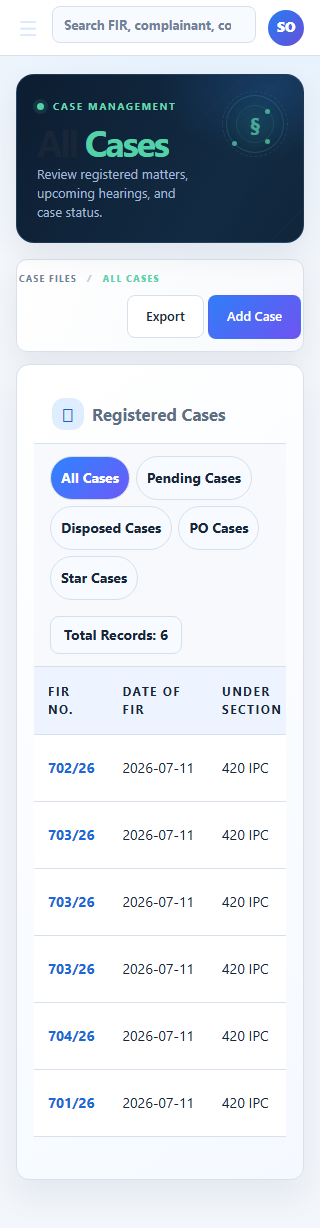 Search FIR, complainant, co
SO
CASE MANAGEMENT
All Cases
§
Review registered matters,
upcoming hearings, and
case status.
CASE FILES / ALL CASES
Export
Add Case
Registered Cases
All Cases
Pending Cases
Disposed Cases
PO Cases
Star Cases
Total Records: 6
FIR NO. DATE OF FIR UNDER SECTION
702/26 2026-07-11 420 IPC
703/26 2026-07-11 420 IPC
703/26 2026-07-11 420 IPC
703/26 2026-07-11 420 IPC
704/26 2026-07-11 420 IPC
701/26 2026-07-11 420 IPC